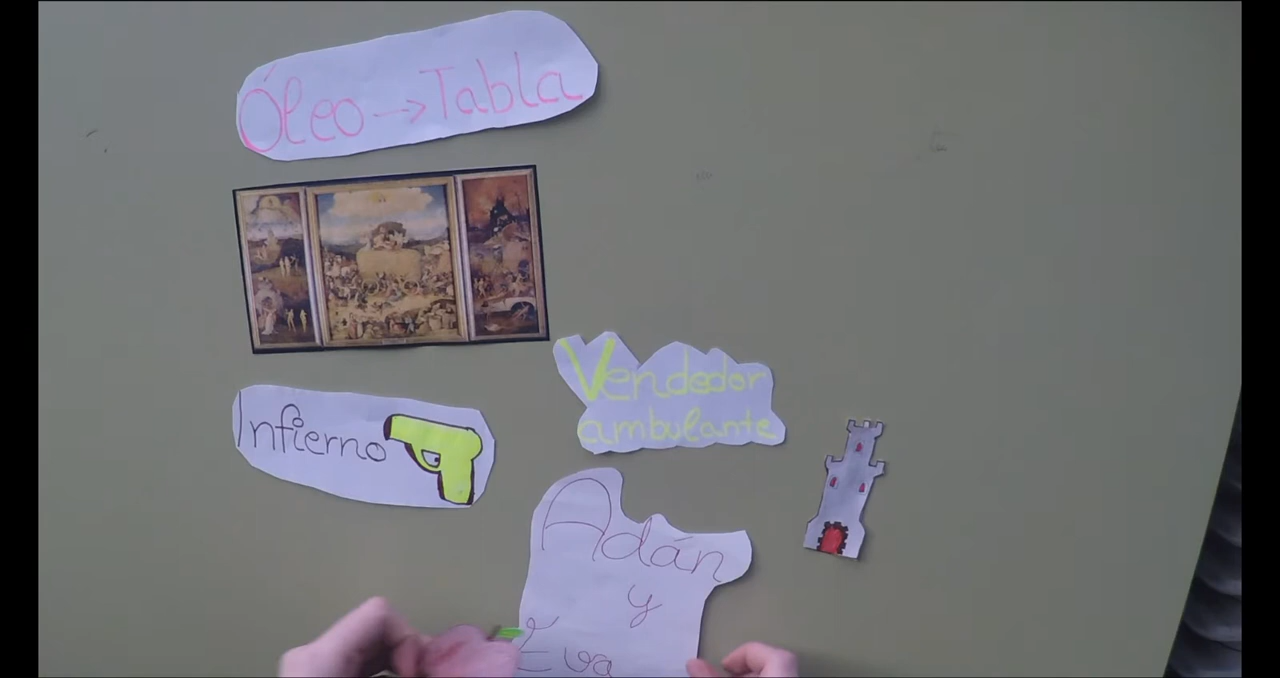 Óleo → Tabla
Vendedor
ambulante
Infierno
Adán
y
Eva